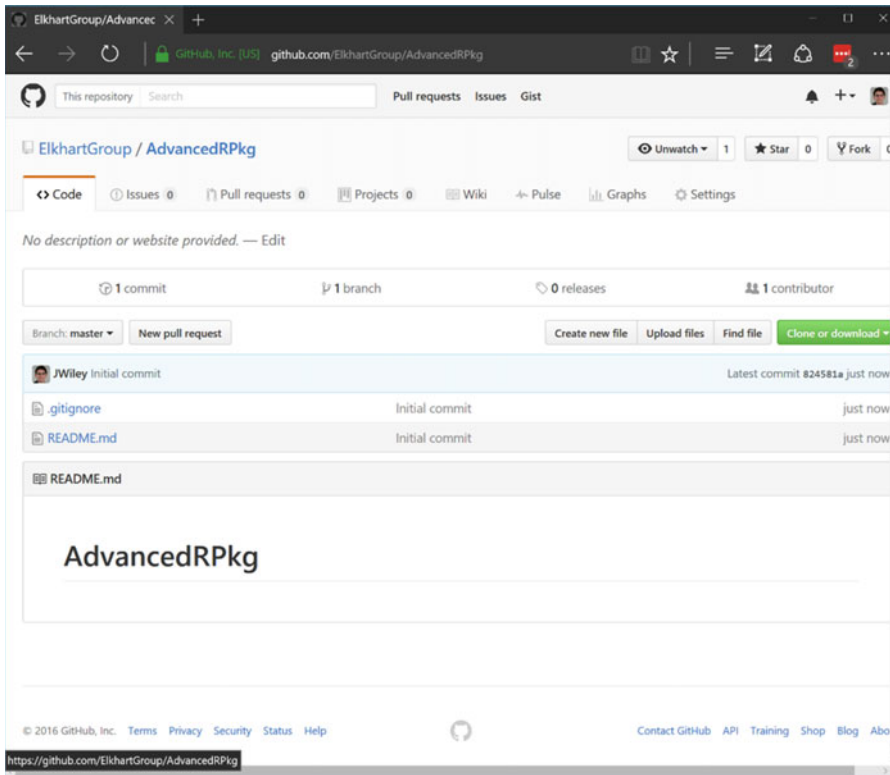 ElkhartGroup/Advancec
GitHub, Inc. [US] github.com/ElkhartGroup/AdvancedRPkg
2
This repository Search Pull requests Issues Gist
ElkhartGroup / AdvancedRPkg Unwatch 1 Star 0 Fork
Code Issues 0 Pull requests 0 Projects 0 Wiki Pulse Graphs Settings
No description or website provided. — Edit
1 commit 1 branch 0 releases 1 contributor
Branch: master New pull request Create new file Upload files Find file Clone or download
JWiley Initial commit Latest commit 824581a just now
.gitignore Initial commit just now
README.md Initial commit just now
README.md
AdvancedRPkg
© 2016 GitHub, Inc. Terms Privacy Security Status Help Contact GitHub API Training Shop Blog Abo
https://github.com/ElkhartGroup/AdvancedRPkg